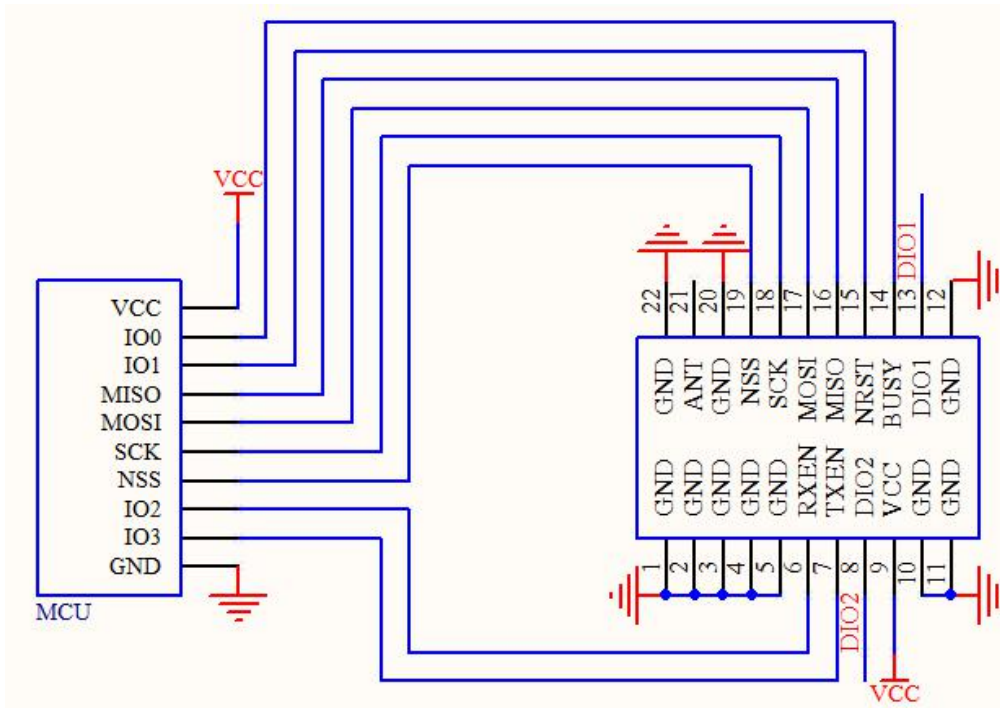 VCC
VCC
IO0
IO1
MISO
MOSI
SCK
NSS
IO2
IO3
GND
MCU
DIO1
22 21 20 19 18 17 16 15 14 13 12
GND ANT GND NSS SCK MOSI MISO NRST BUSY DIO1 GND
GND GND GND GND GND RXEN TXEN DIO2 VCC GND GND
1 2 3 4 5 6 7 8 9 10 11
DIO2
VCC